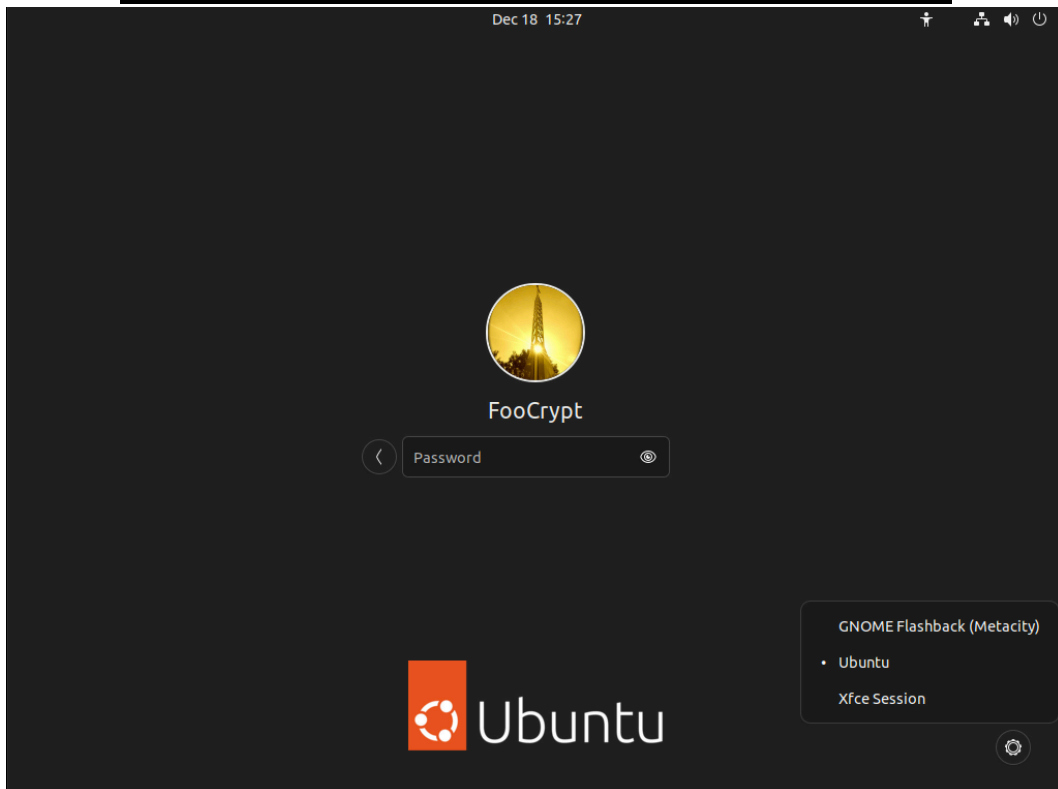 Dec 18 15:27
FooCrypt
Password
GNOME Flashback (Metacity)
• Ubuntu
Xfce Session
Ubuntu